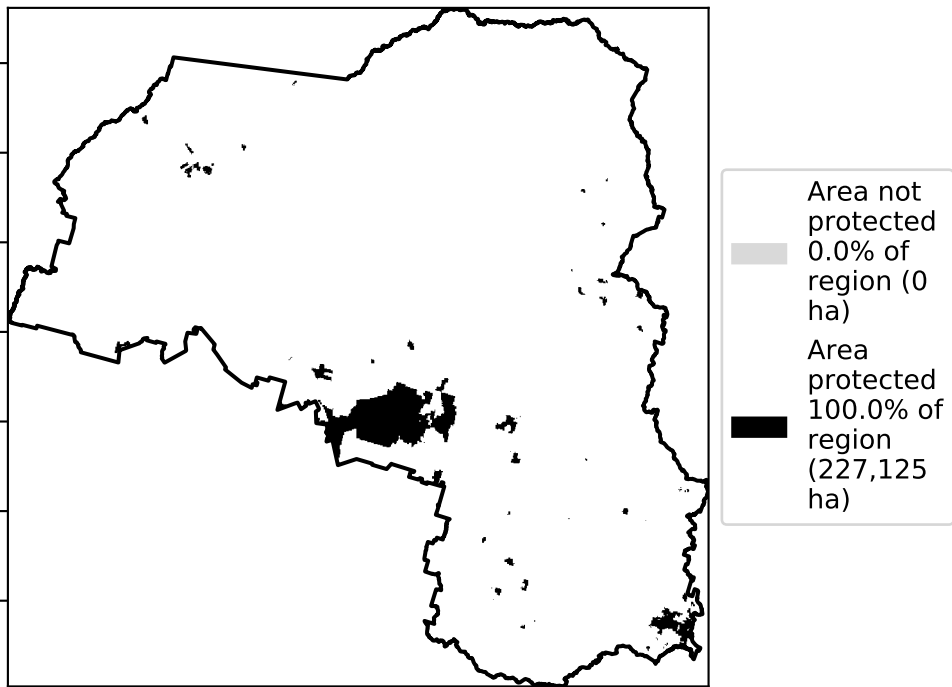 Area not
protected
0.0% of
region (0
ha)
Area
protected
100.0% of
region
(227,125
ha)